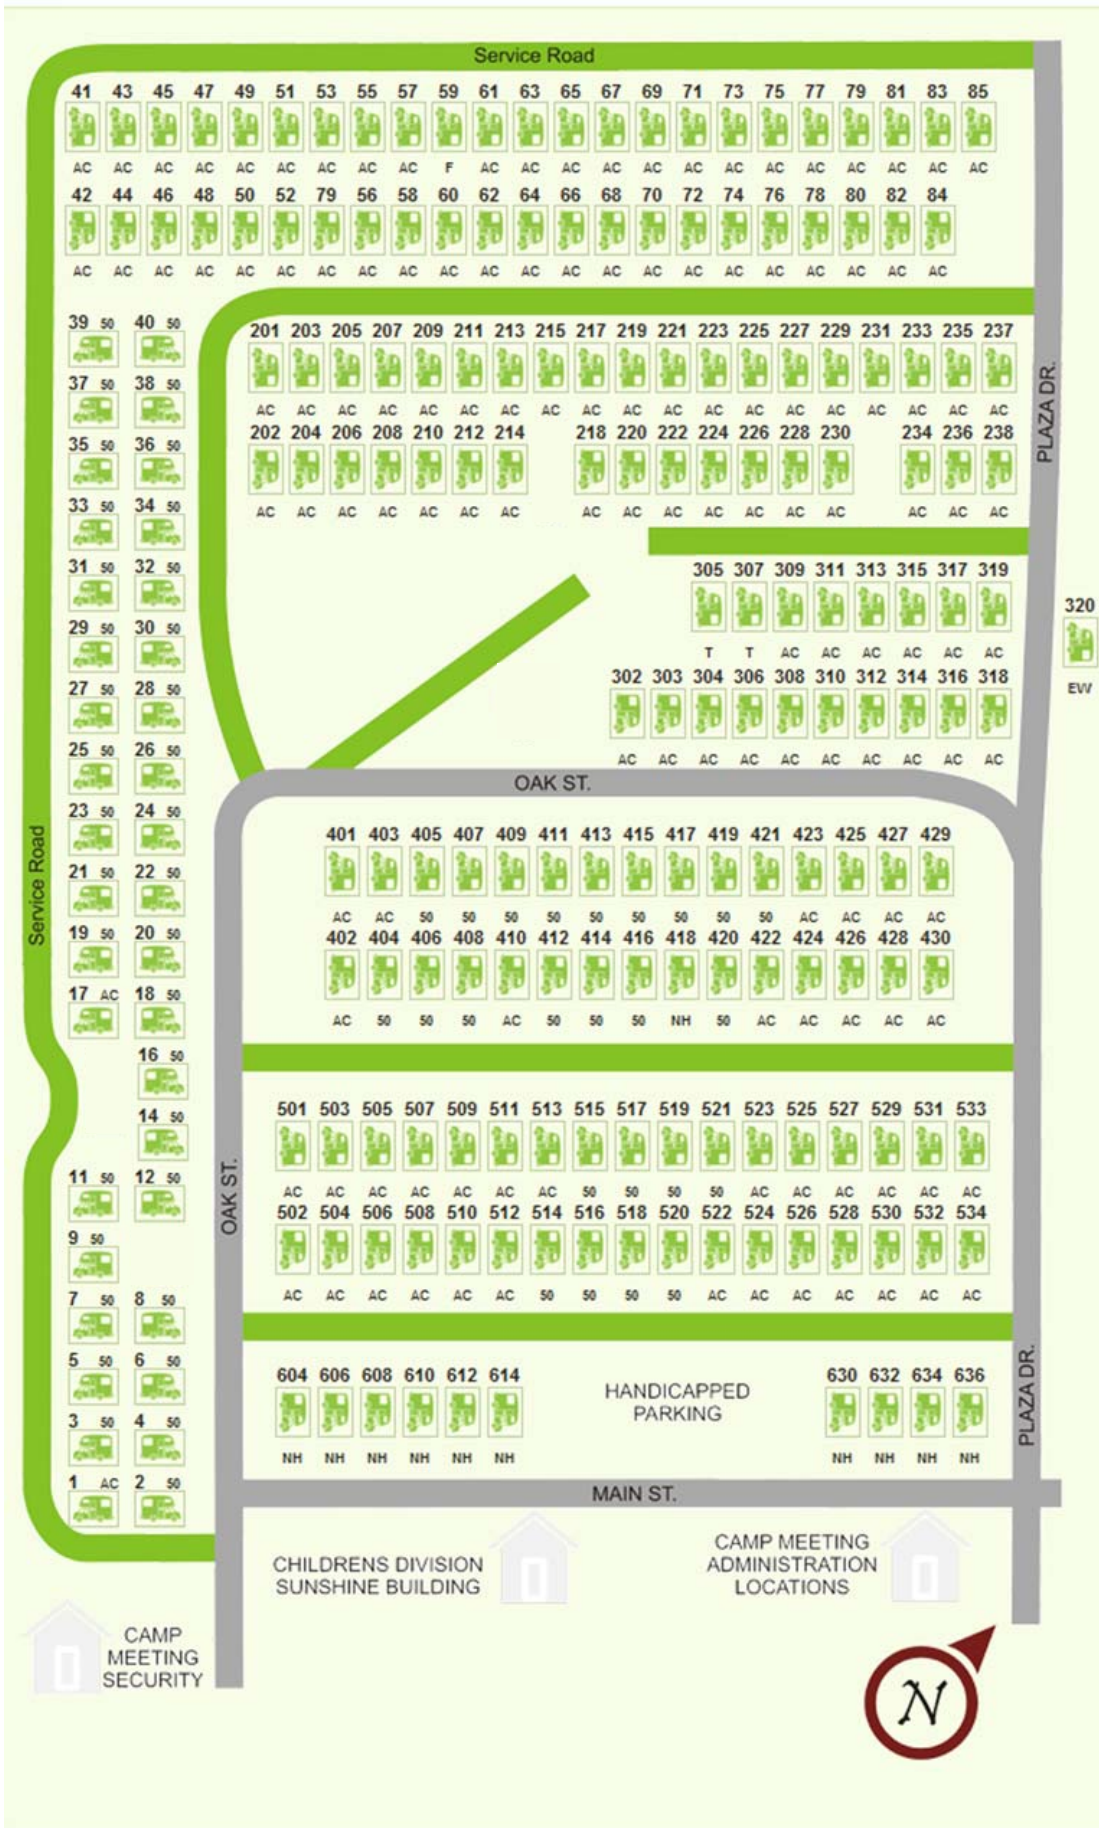 Service Road
41 43 45 47 49 51 53 55 57 59 61 63 65 67 69 71 73 75 77 79 81 83 85
AC AC AC AC AC AC AC AC AC F AC AC AC AC AC AC AC AC AC AC AC AC AC
42 44 46 48 50 52 79 56 58 60 62 64 66 68 70 72 74 76 78 80 82 84
AC AC AC AC AC AC AC AC AC AC AC AC AC AC AC AC AC AC AC AC AC AC
39 50 40 50
37 50 38 50
35 50 36 50
33 50 34 50
31 50 32 50
29 50 30 50
27 50 28 50
25 50 26 50
23 50 24 50
21 50 22 50
19 50 20 50
17 AC 18 50
16 50
14 50
11 50 12 50
9 50
7 50 8 50
5 50 6 50
3 50 4 50
1 AC 2 50
Service Road
201 203 205 207 209 211 213 215 217 219 221 223 225 227 229 231 233 235 237
AC AC AC AC AC AC AC AC AC AC AC AC AC AC AC AC AC AC AC
202 204 206 208 210 212 214 218 220 222 224 226 228 230 234 236 238
AC AC AC AC AC AC AC AC AC AC AC AC AC AC AC AC AC
PLAZA DR.
305 307 309 311 313 315 317 319
T T AC AC AC AC AC AC
320
EW
302 303 304 306 308 310 312 314 316 318
AC AC AC AC AC AC AC AC AC AC
OAK ST.
401 403 405 407 409 411 413 415 417 419 421 423 425 427 429
AC AC 50 50 50 50 50 50 50 50 50 AC AC AC AC
402 404 406 408 410 412 414 416 418 420 422 424 426 428 430
AC 50 50 50 AC 50 50 50 NH 50 AC AC AC AC AC
501 503 505 507 509 511 513 515 517 519 521 523 525 527 529 531 533
AC AC AC AC AC AC AC 50 50 50 50 AC AC AC AC AC AC
502 504 506 508 510 512 514 516 518 520 522 524 526 528 530 532 534
AC AC AC AC AC AC 50 50 50 50 AC AC AC AC AC AC AC
OAK ST.
604 606 608 610 612 614
NH NH NH NH NH NH
HANDICAPPED
PARKING
630 632 634 636
NH NH NH NH
PLAZA DR.
MAIN ST.
CHILDRENS DIVISION
SUNSHINE BUILDING
CAMP MEETING
ADMINISTRATION
LOCATIONS
CAMP
MEETING
SECURITY
N